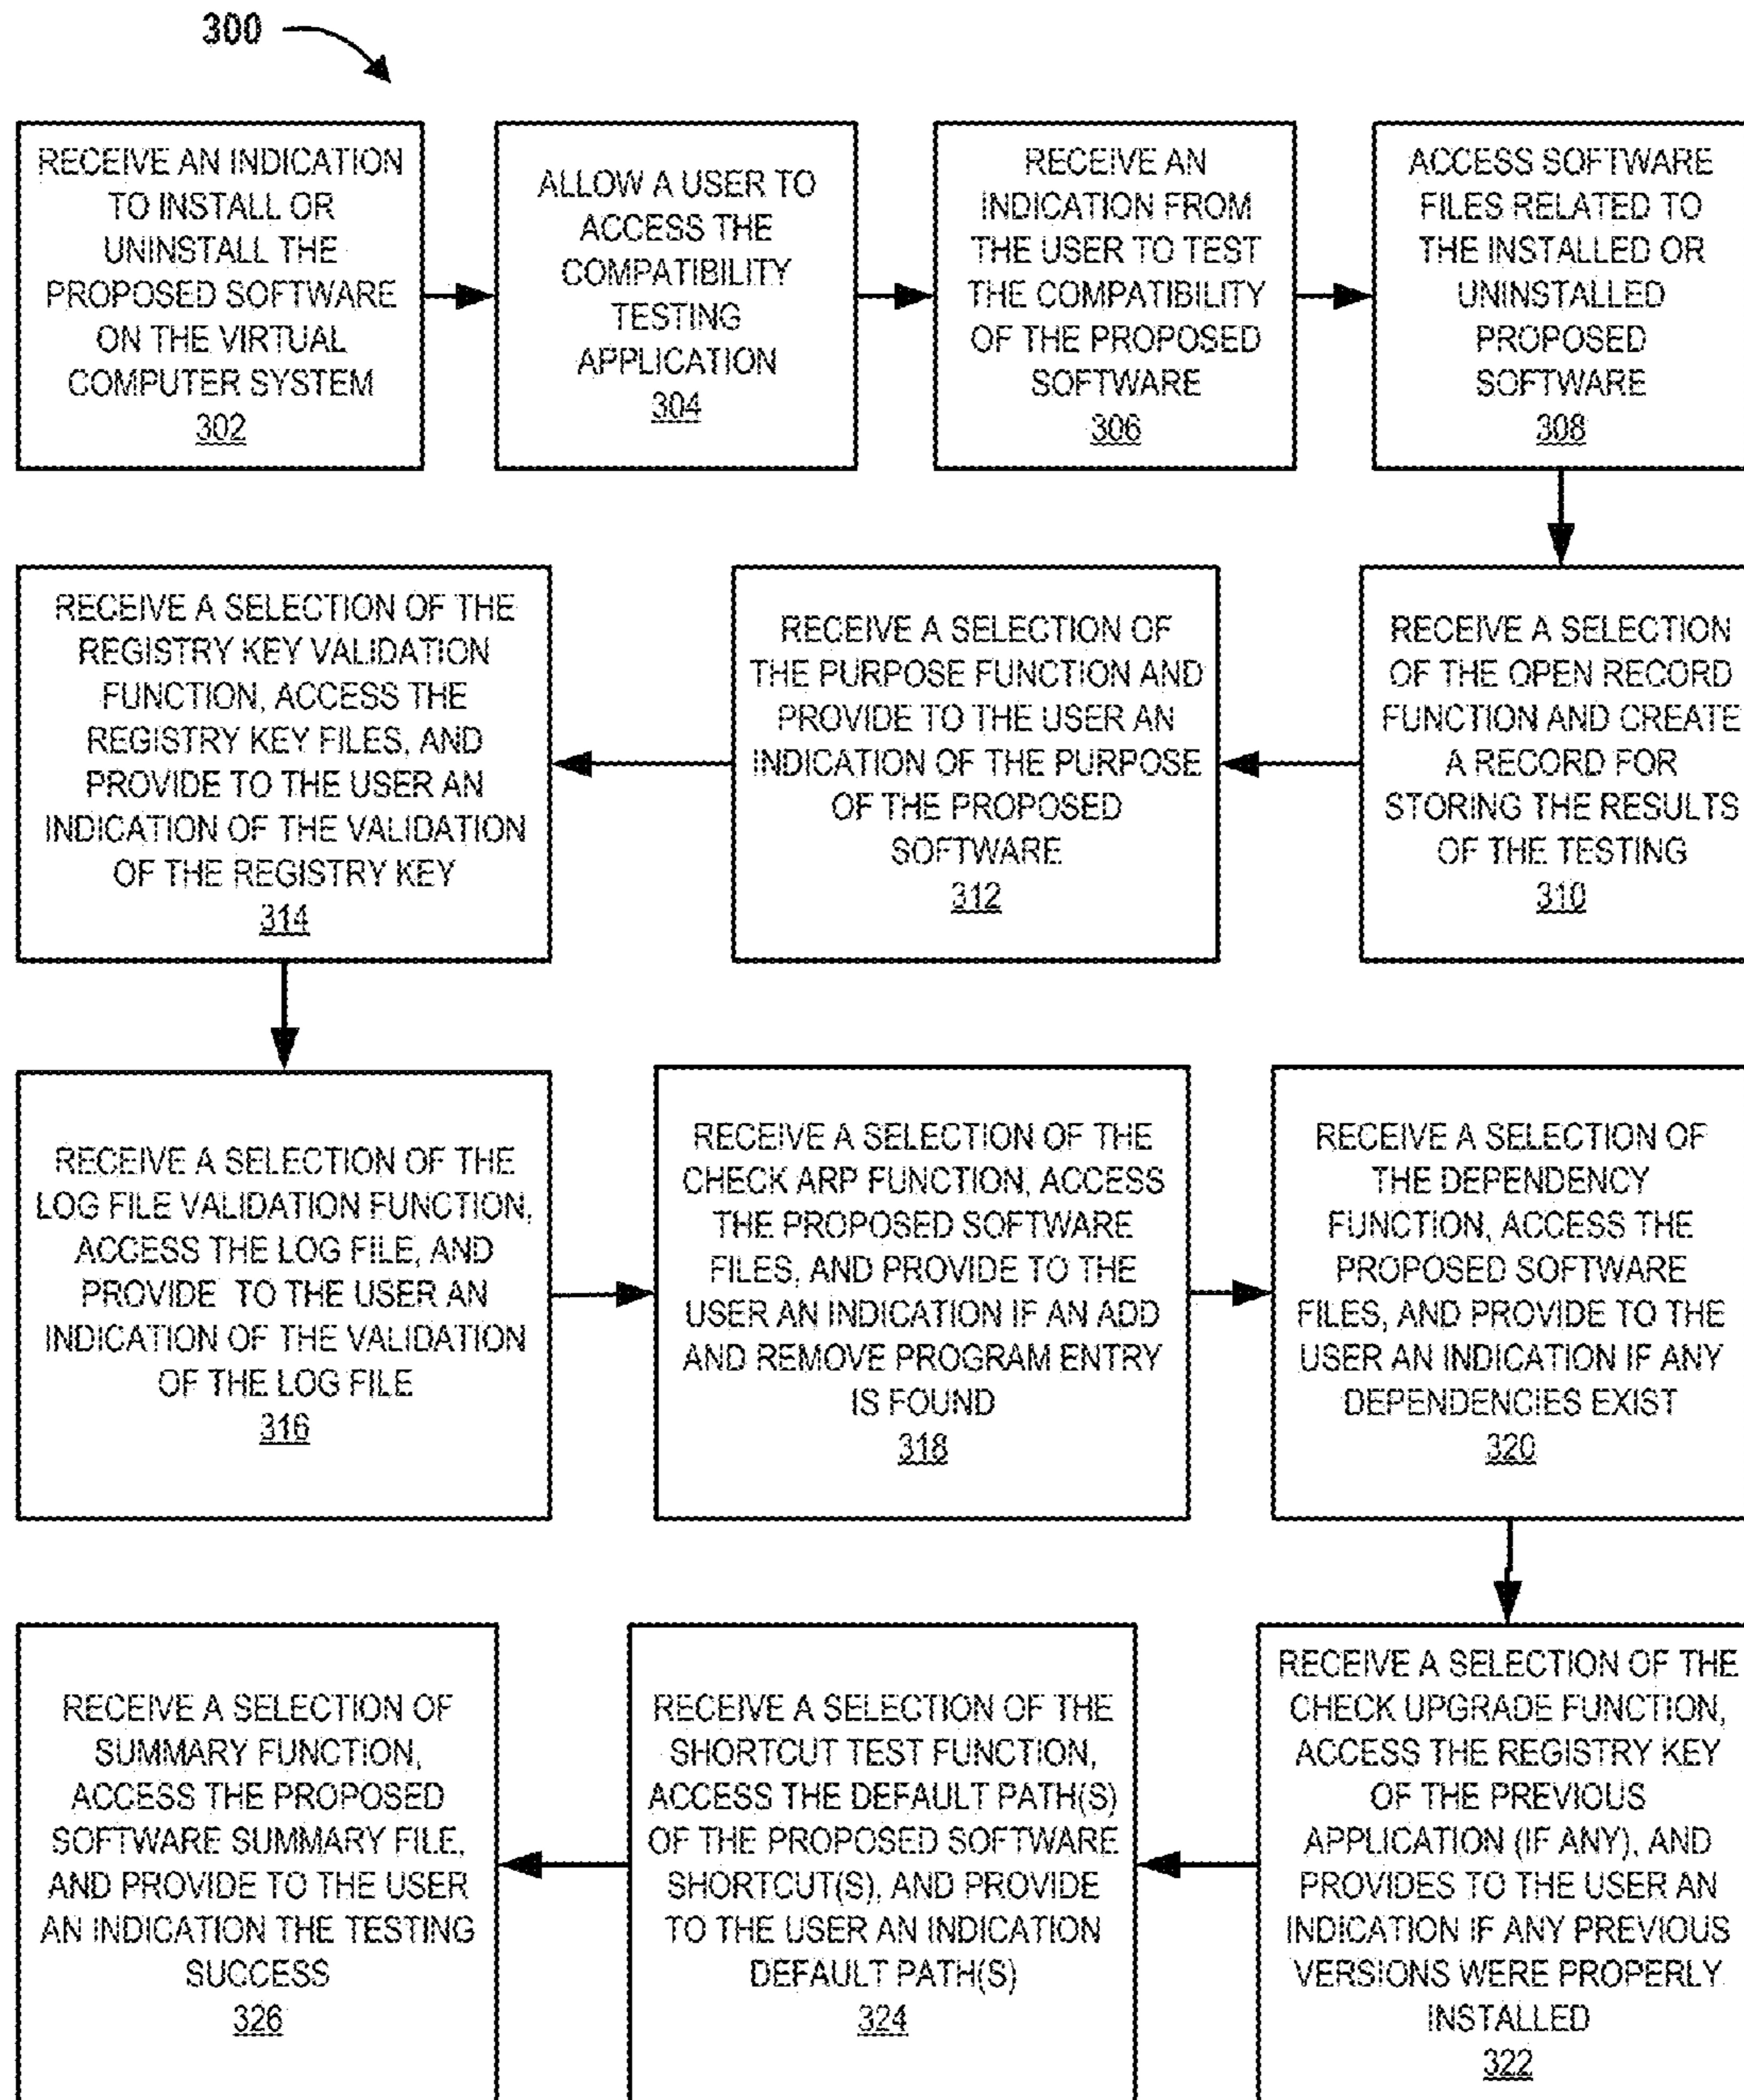 300
RECEIVE AN INDICATION
TO INSTALL OR
UNINSTALL THE
PROPOSED SOFTWARE
ON THE VIRTUAL
COMPUTER SYSTEM
302
ALLOW A USER TO
ACCESS THE
COMPATIBILITY
TESTING
APPLICATION
304
RECEIVE AN
INDICATION FROM
THE USER TO TEST
THE COMPATIBILITY
OF THE PROPOSED
SOFTWARE
306
ACCESS SOFTWARE
FILES RELATED TO
THE INSTALLED OR
UNINSTALLED
PROPOSED
SOFTWARE
308
RECEIVE A SELECTION
OF THE OPEN RECORD
FUNCTION AND CREATE
A RECORD FOR
STORING THE RESULTS
OF THE TESTING
310
RECEIVE A SELECTION OF
THE PURPOSE FUNCTION AND
PROVIDE TO THE USER AN
INDICATION OF THE PURPOSE
OF THE PROPOSED
SOFTWARE
312
RECEIVE A SELECTION OF THE
REGISTRY KEY VALIDATION
FUNCTION, ACCESS THE
REGISTRY KEY FILES, AND
PROVIDE TO THE USER AN
INDICATION OF THE VALIDATION
OF THE REGISTRY KEY
314
RECEIVE A SELECTION OF THE
LOG FILE VALIDATION FUNCTION,
ACCESS THE LOG FILE, AND
PROVIDE TO THE USER AN
INDICATION OF THE VALIDATION
OF THE LOG FILE
316
RECEIVE A SELECTION OF THE
CHECK ARP FUNCTION, ACCESS
THE PROPOSED SOFTWARE
FILES, AND PROVIDE TO THE
USER AN INDICATION IF AN ADD
AND REMOVE PROGRAM ENTRY
IS FOUND
318
RECEIVE A SELECTION OF
THE DEPENDENCY
FUNCTION, ACCESS THE
PROPOSED SOFTWARE
FILES, AND PROVIDE TO THE
USER AN INDICATION IF ANY
DEPENDENCIES EXIST
320
RECEIVE A SELECTION OF THE
CHECK UPGRADE FUNCTION,
ACCESS THE REGISTRY KEY
OF THE PREVIOUS
APPLICATION (IF ANY), AND
PROVIDES TO THE USER AN
INDICATION IF ANY PREVIOUS
VERSIONS WERE PROPERLY
INSTALLED
322
RECEIVE A SELECTION OF THE
SHORTCUT TEST FUNCTION,
ACCESS THE DEFAULT PATH(S)
OF THE PROPOSED SOFTWARE
SHORTCUT(S), AND PROVIDE
TO THE USER AN INDICATION
DEFAULT PATH(S)
324
RECEIVE A SELECTION OF
SUMMARY FUNCTION,
ACCESS THE PROPOSED
SOFTWARE SUMMARY FILE,
AND PROVIDE TO THE USER
AN INDICATION THE TESTING
SUCCESS
326